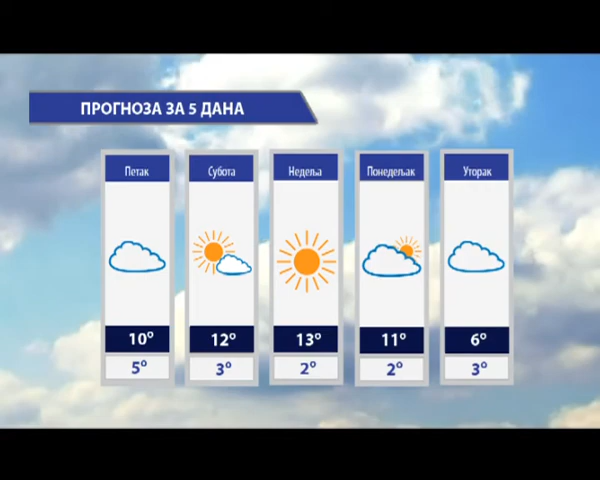 ПРОГНОЗА ЗА 5 ДАНА
Петак Субота Недеља Понедељак Уторак
10° 12° 13° 11° 6°
5° 3° 2° 2° 3°